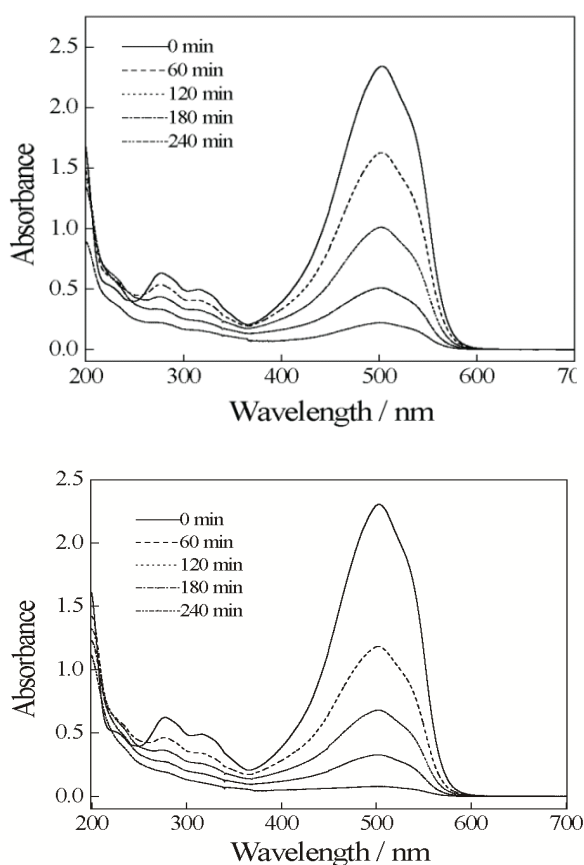 0 min
60 min
120 min
180 min
240 min
2.5
2.0
1.5
1.0
0.5
0.0
Absorbance
200 300 400 500 600 70
Wavelength / nm
0 min
60 min
120 min
180 min
240 min
2.5
2.0
1.5
1.0
0.5
0.0
Absorbance
200 300 400 500 600 700
Wavelength / nm